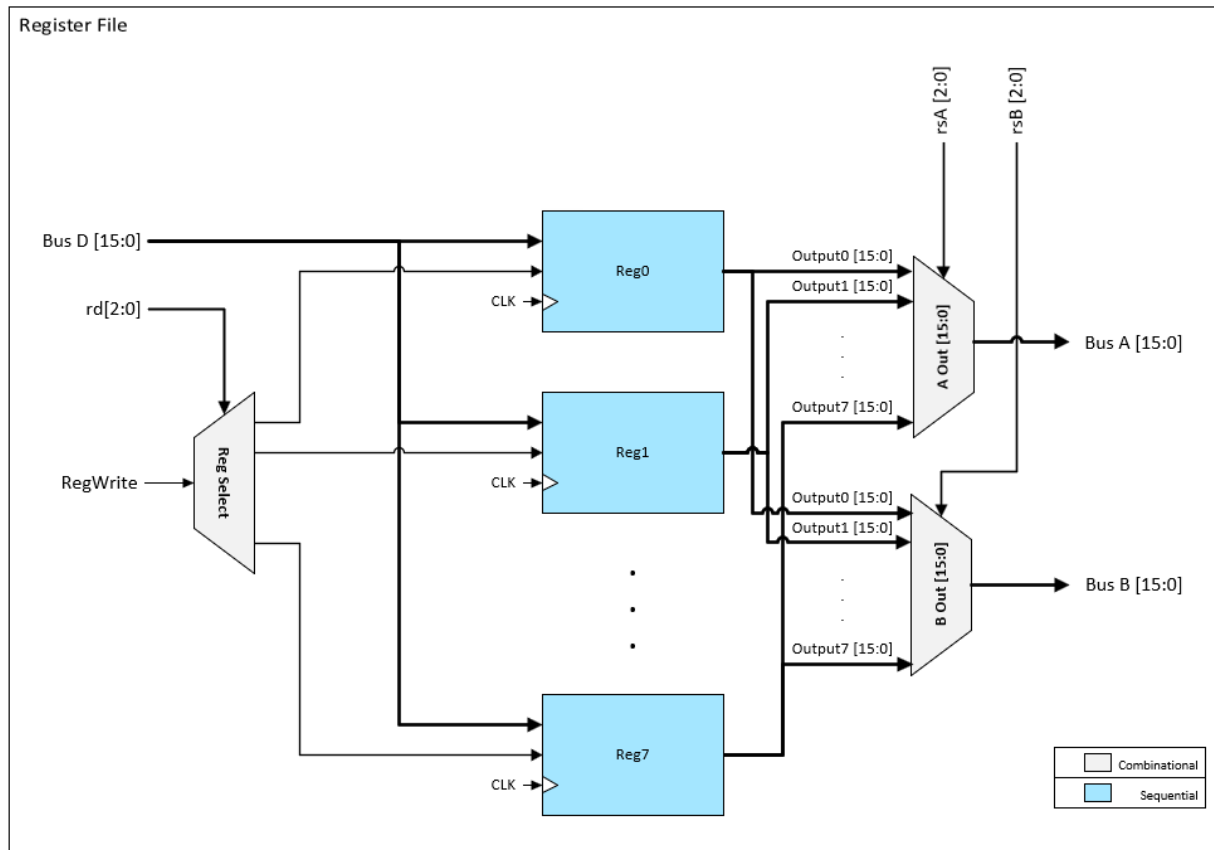 Register File
rsA [2:0]
rsB [2:0]
Bus D [15:0]
rd[2:0]
RegWrite
Reg Select
Reg0
CLK
Reg1
CLK
Reg7
CLK
Output0 [15:0]
Output1 [15:0]
Output7 [15:0]
A Out [15:0]
Bus A [15:0]
Output0 [15:0]
Output1 [15:0]
Output7 [15:0]
B Out [15:0]
Bus B [15:0]
Combinational
Sequential